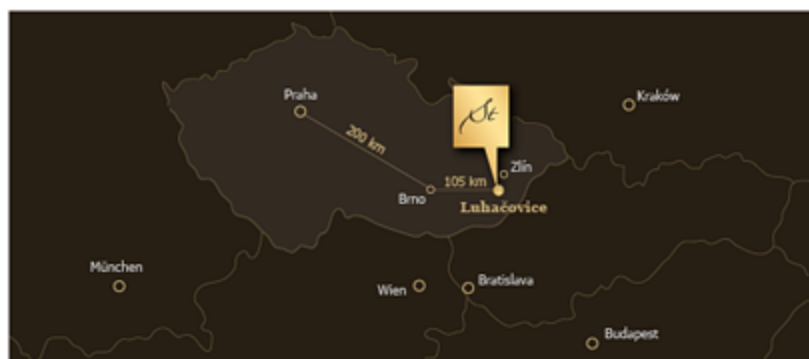 Praha
Kraków
St
200 km
Zlín
105 km
Brno
Luhačovice
München
Wien
Bratislava
Budapest